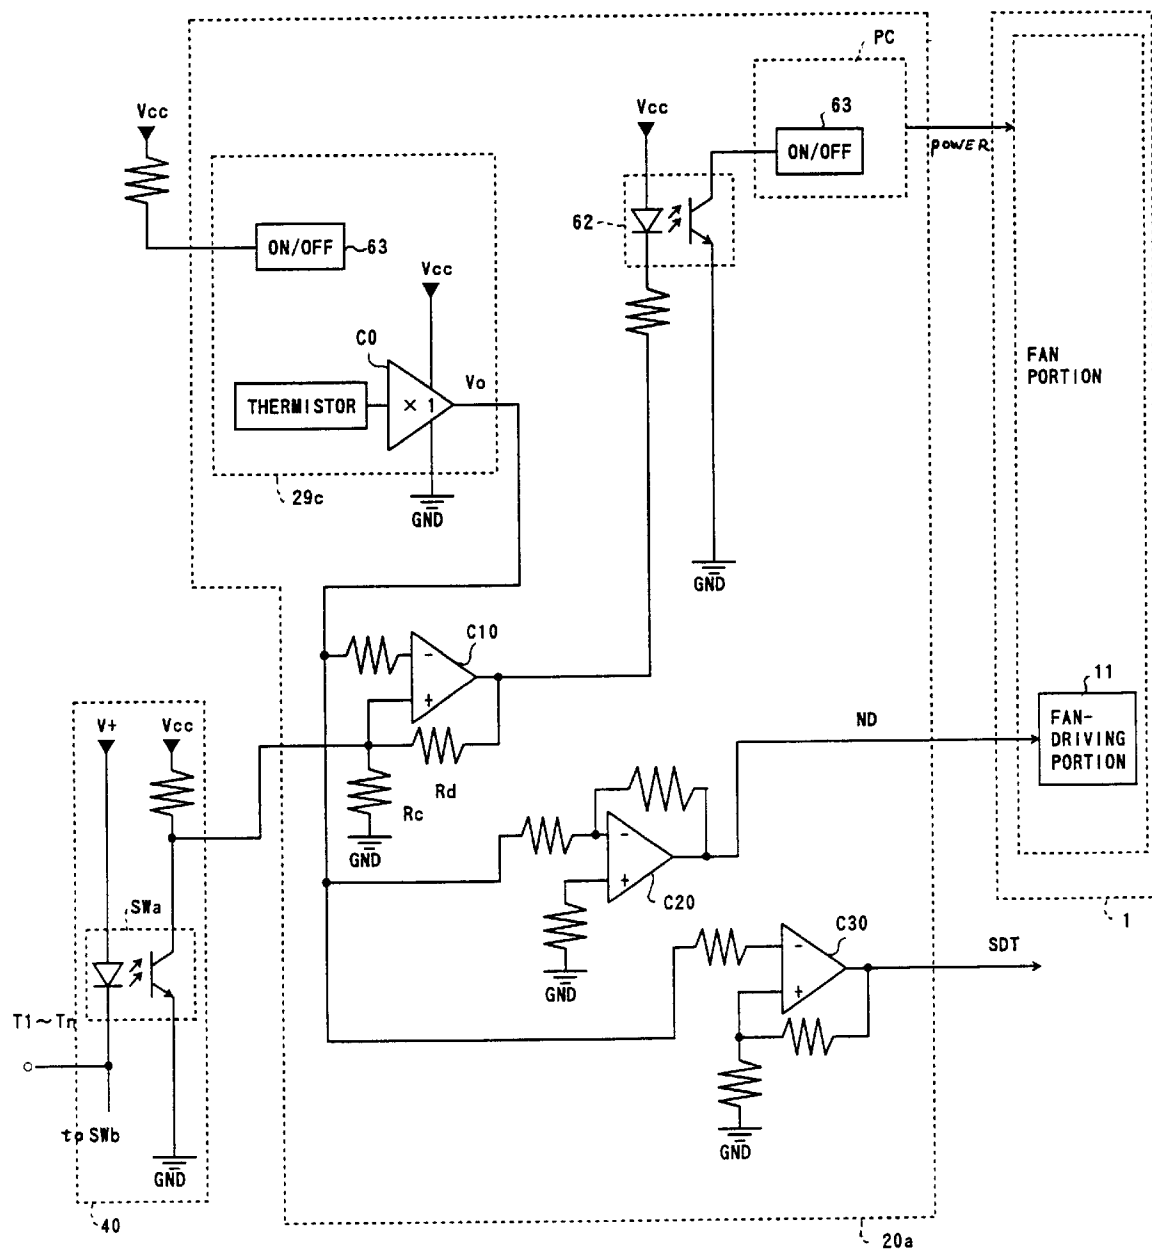 PC
Vcc
Vcc
63
ON/OFF
POWER
62
ON/OFF
63
Vcc
C0
Vo
THERMISTOR
× 1
FAN
PORTION
29c
GND
GND
C10
-
+
V+
Vcc
ND
11
FAN-
DRIVING
PORTION
Rd
Rc
GND
-
+
C20
SWa
1
C30
-
+
SDT
GND
T1~Tn
to SWb
GND
GND
40
20a